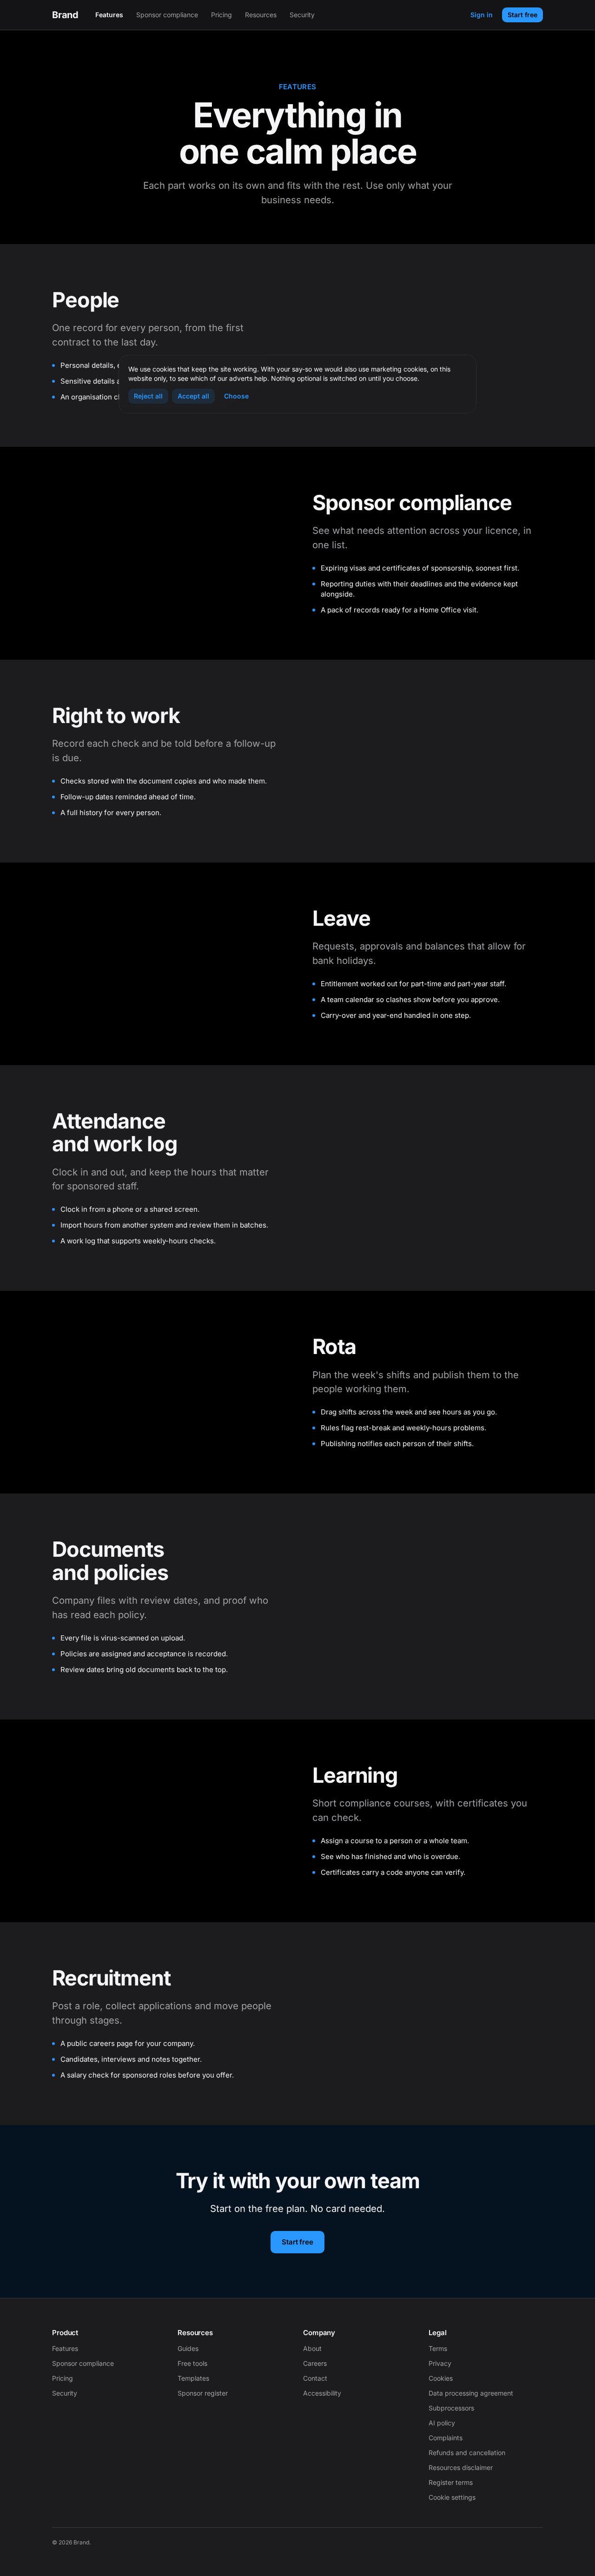 Brand
Features
Sponsor compliance
Pricing
Resources
Security
Sign in
Start free
FEATURES
Everything in
one calm place
Each part works on its own and fits with the rest. Use only what your
business needs.
People
One record for every person, from the first
contract to the last day.
Personal details,
Sensitive details
An organisation
We use cookies that keep the site working. With your say-so we would also use marketing cookies, on this
website only, to see which of our adverts help. Nothing optional is switched on until you choose.
Reject all
Accept all
Choose
Sponsor compliance
See what needs attention across your licence, in
one list.
Expiring visas and certificates of sponsorship, soonest first.
Reporting duties with their deadlines and the evidence kept
alongside.
A pack of records ready for a Home Office visit.
Right to work
Record each check and be told before a follow-up
is due.
Checks stored with the document copies and who made them.
Follow-up dates reminded ahead of time.
A full history for every person.
Leave
Requests, approvals and balances that allow for
bank holidays.
Entitlement worked out for part-time and part-year staff.
A team calendar so clashes show before you approve.
Carry-over and year-end handled in one step.
Attendance
and work log
Clock in and out, and keep the hours that matter
for sponsored staff.
Clock in from a phone or a shared screen.
Import hours from another system and review them in batches.
A work log that supports weekly-hours checks.
Rota
Plan the week's shifts and publish them to the
people working them.
Drag shifts across the week and see hours as you go.
Rules flag rest-break and weekly-hours problems.
Publishing notifies each person of their shifts.
Documents
and policies
Company files with review dates, and proof who
has read each policy.
Every file is virus-scanned on upload.
Policies are assigned and acceptance is recorded.
Review dates bring old documents back to the top.
Learning
Short compliance courses, with certificates you
can check.
Assign a course to a person or a whole team.
See who has finished and who is overdue.
Certificates carry a code anyone can verify.
Recruitment
Post a role, collect applications and move people
through stages.
A public careers page for your company.
Candidates, interviews and notes together.
A salary check for sponsored roles before you offer.
Try it with your own team
Start on the free plan. No card needed.
Start free
Product
Features
Sponsor compliance
Pricing
Security
Resources
Guides
Free tools
Templates
Sponsor register
Company
About
Careers
Contact
Accessibility
Legal
Terms
Privacy
Cookies
Data processing agreement
Subprocessors
AI policy
Complaints
Refunds and cancellation
Resources disclaimer
Register terms
Cookie settings
© 2026 Brand.